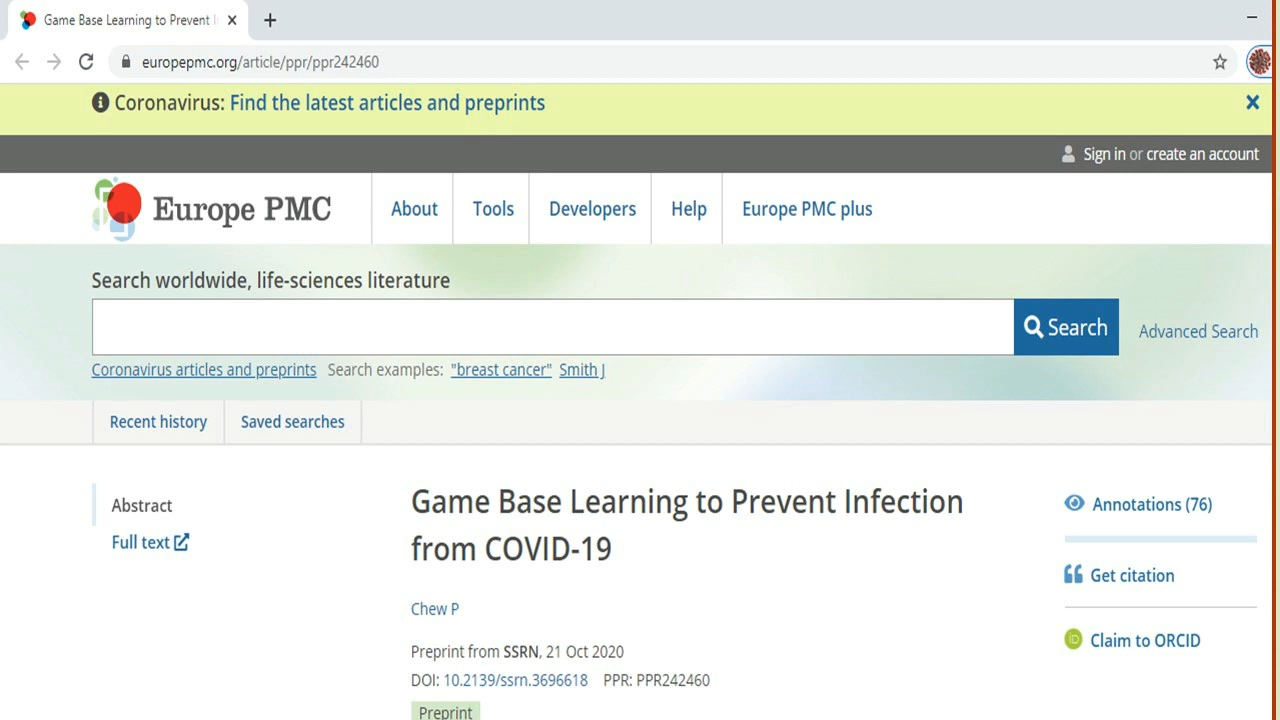 Game Base Learning to Prevent I
europepmc.org/article/ppr/ppr242460
Coronavirus: Find the latest articles and preprints
Sign in or create an account
Europe PMC
About
Tools
Developers
Help
Europe PMC plus
Search worldwide, life-sciences literature
Search
Advanced Search
Coronavirus articles and preprints Search examples: "breast cancer" Smith J
Recent history
Saved searches
Abstract
Full text
Game Base Learning to Prevent Infection
from COVID-19
Chew P
Preprint from SSRN, 21 Oct 2020
DOI: 10.2139/ssrn.3696618 PPR: PPR242460
Preprint
Annotations (76)
Get citation
Claim to ORCID